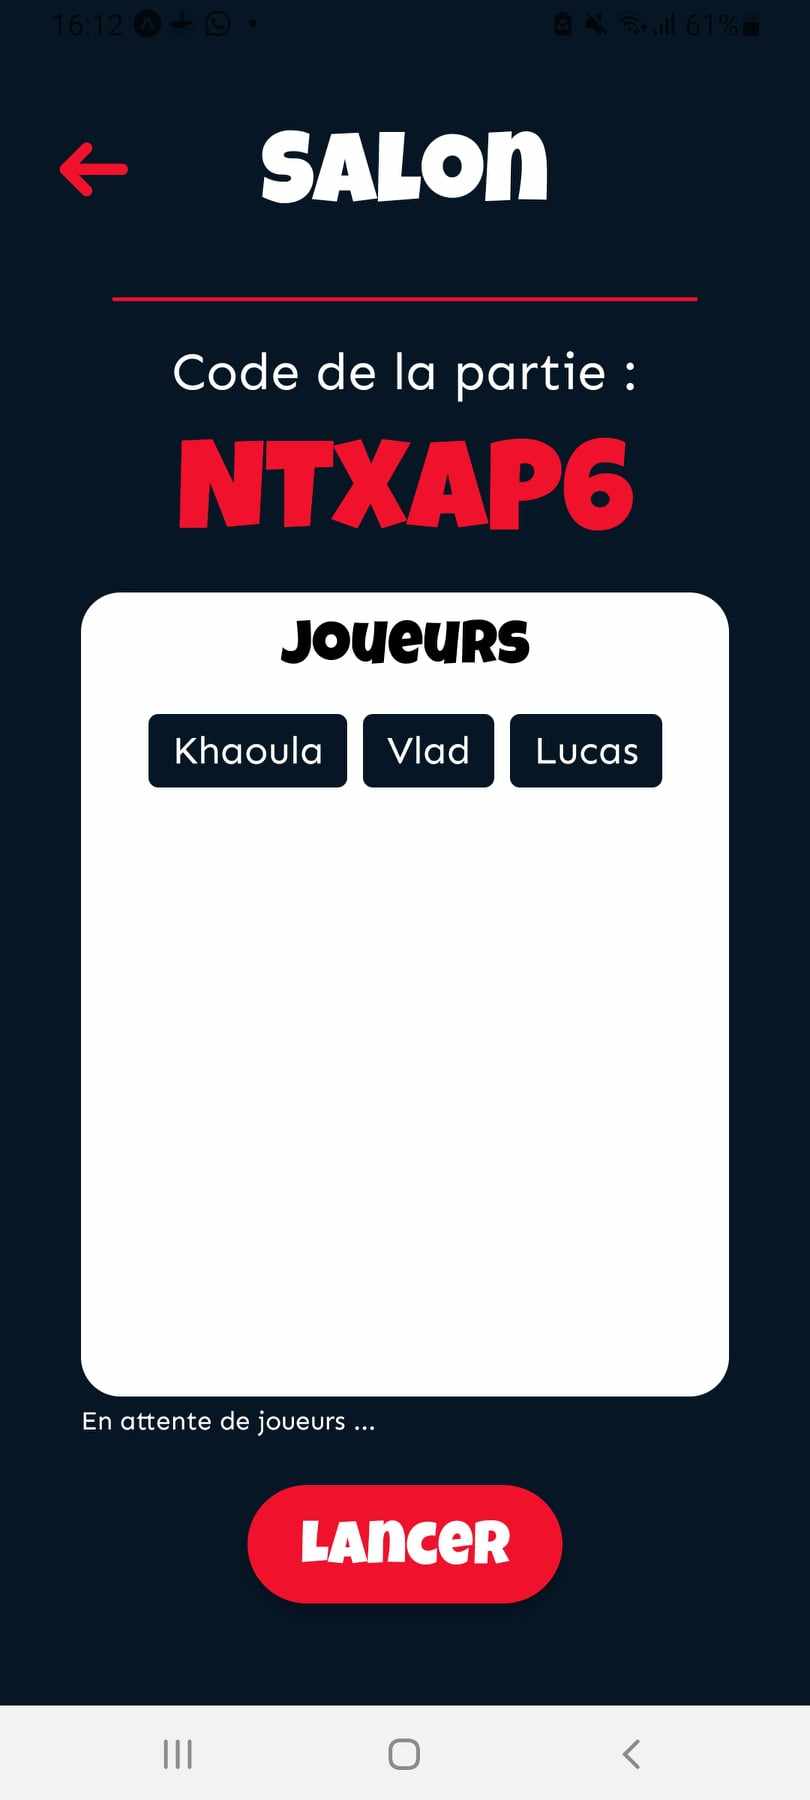 16:12 61%
Salon
Code de la partie :
NTXAP6
Joueurs
Khaoula Vlad Lucas
En attente de joueurs ...
Lancer